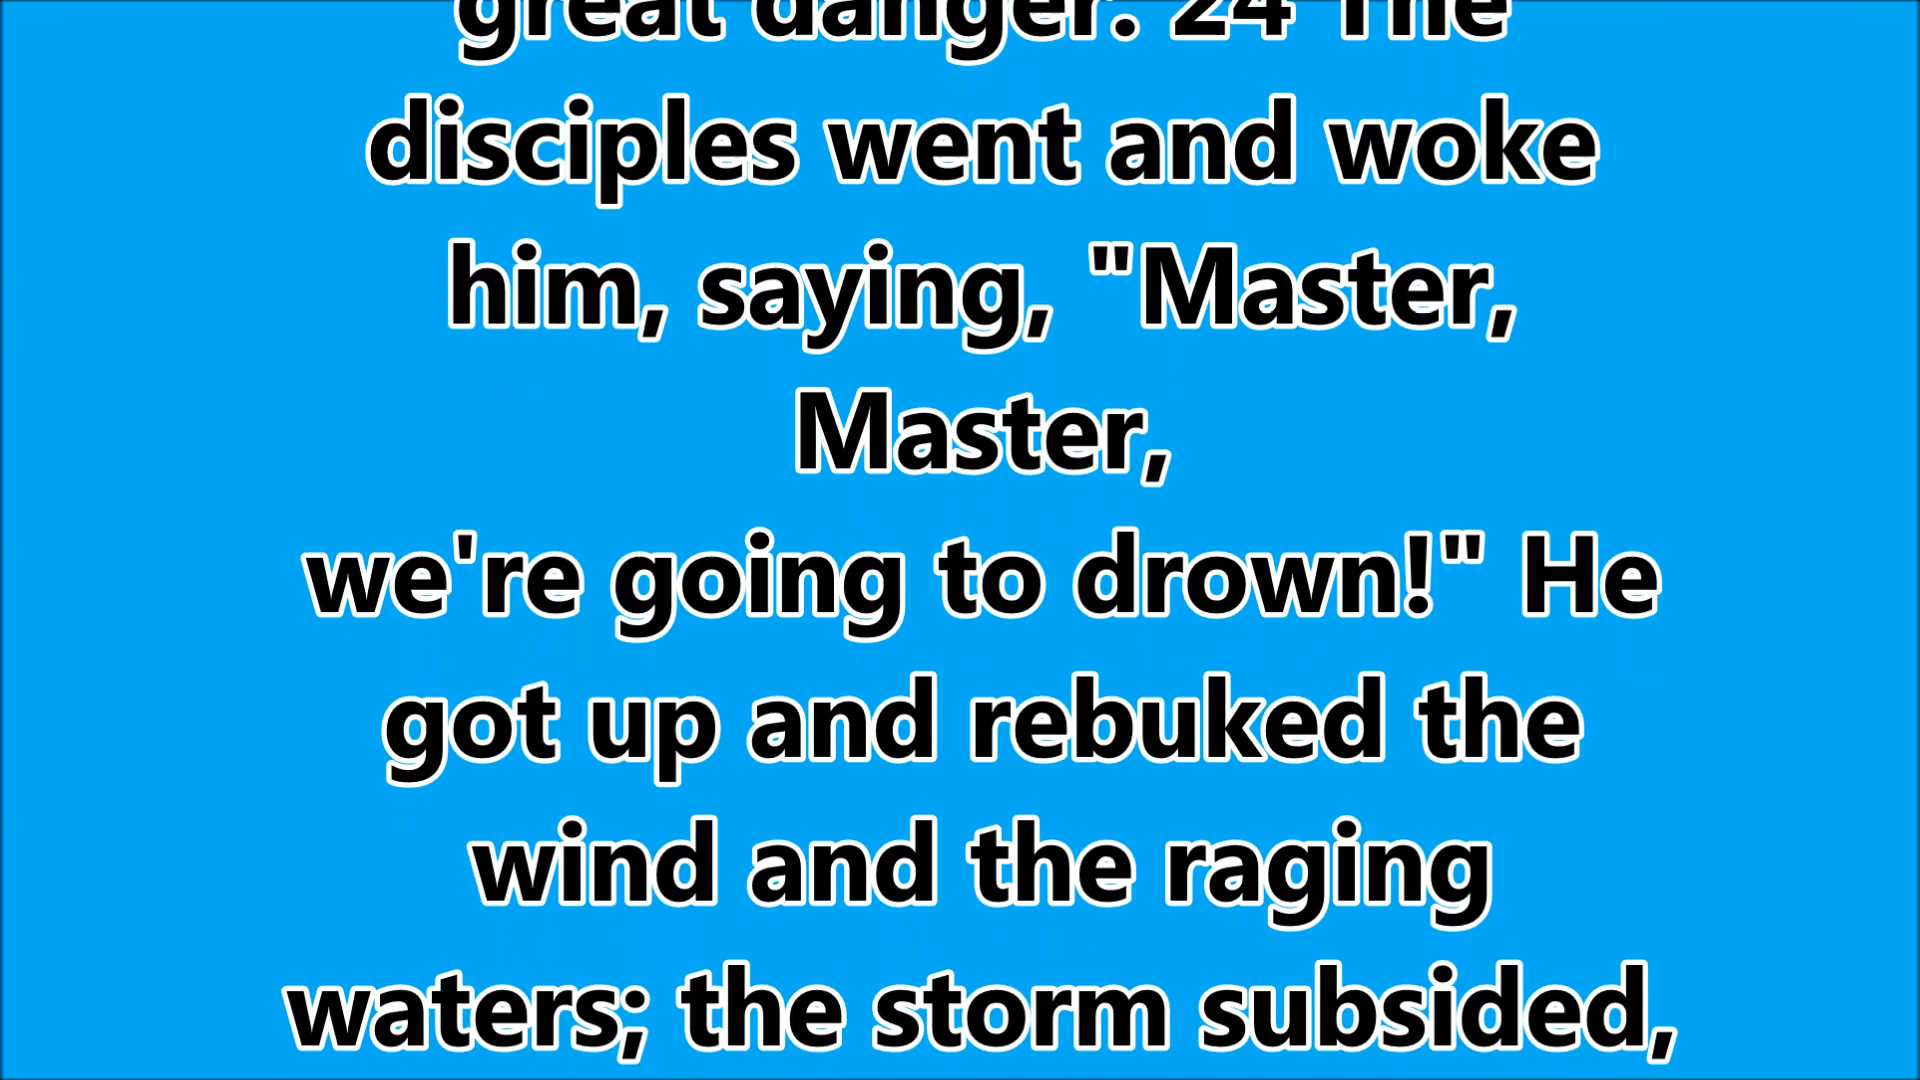 great danger. 24 The
disciples went and woke
him, saying, "Master,
Master,
we're going to drown!" He
got up and rebuked the
wind and the raging
waters; the storm subsided,